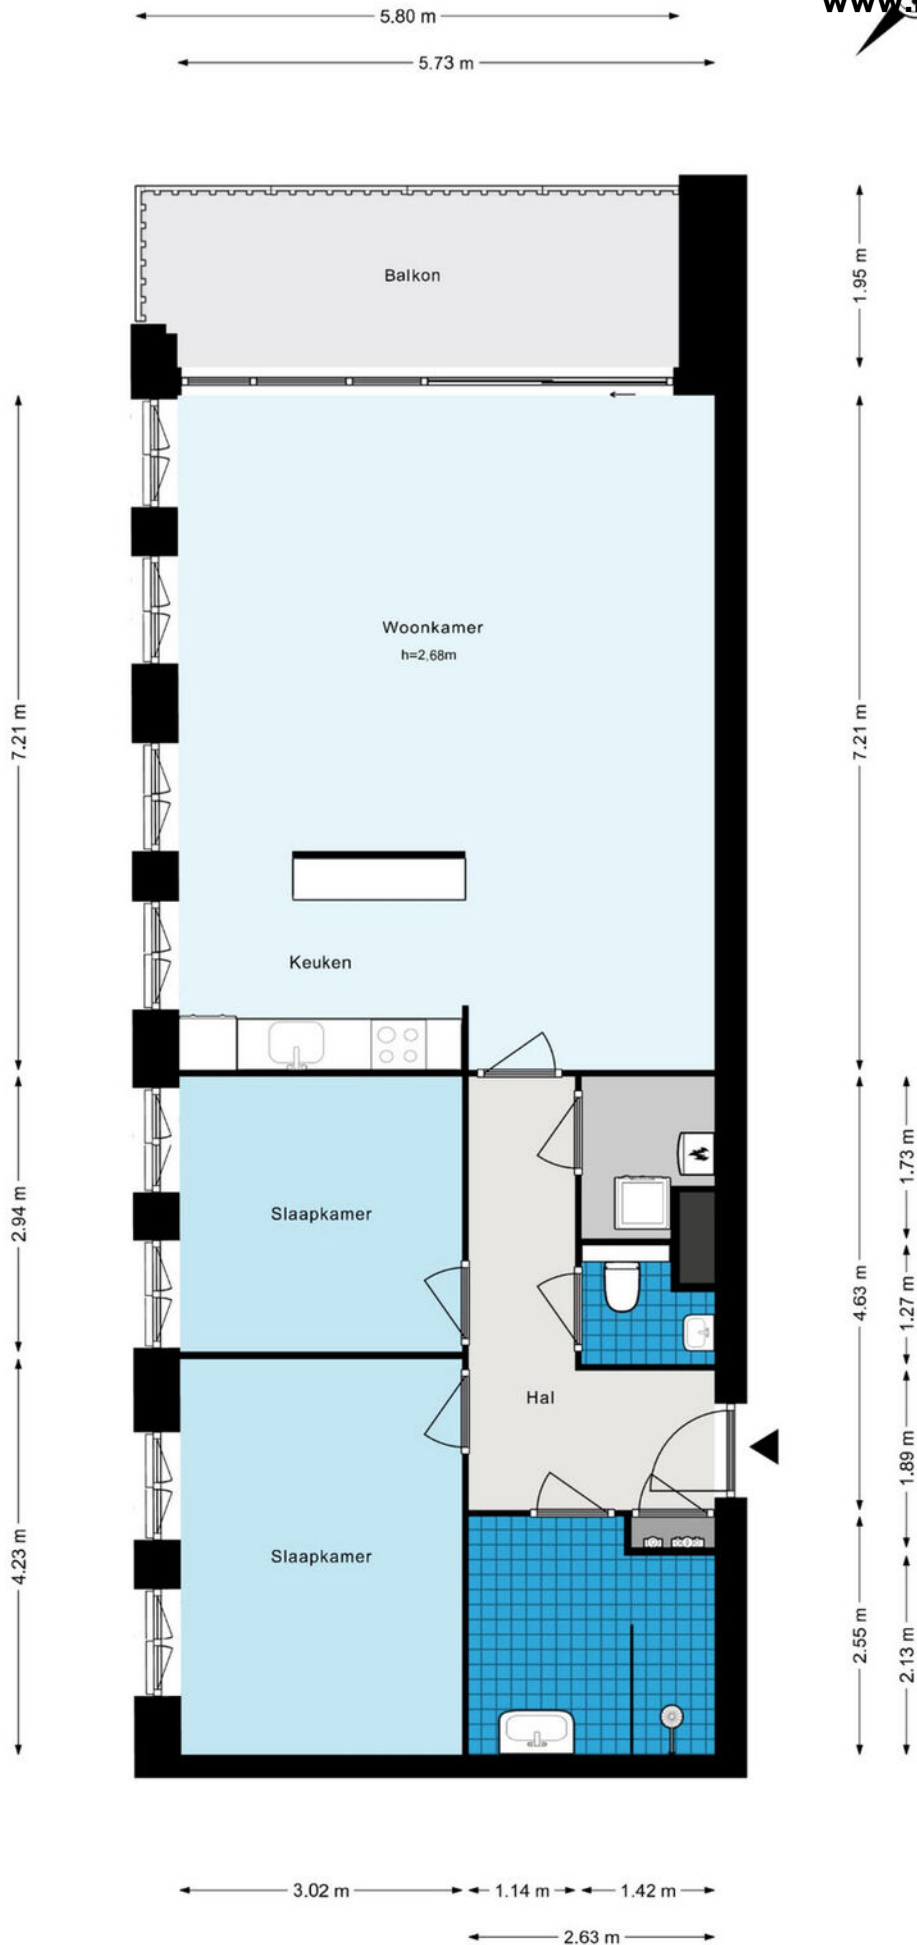 5.80 m
5.73 m
Balkon
1.95 m
Woonkamer
h=2.68m
7.21 m
7.21 m
Keuken
Slaapkamer
2.94 m
1.73 m
1.27 m
4.63 m
Hal
1.89 m
Slaapkamer
4.23 m
2.55 m
2.13 m
3.02 m
1.14 m
1.42 m
2.63 m